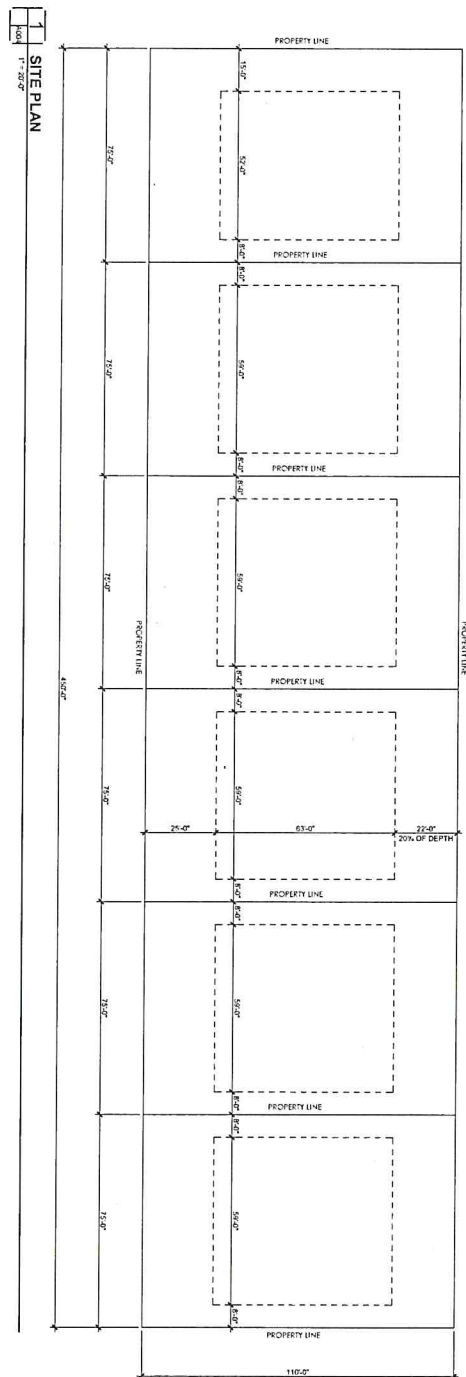 1
A004
SITE PLAN
1" = 20'-0"
PROPERTY LINE
15'-0"
52'-0"
75'-0"
8'-0"
PROPERTY LINE
8'-0"
59'-0"
75'-0"
8'-0"
PROPERTY LINE
8'-0"
59'-0"
75'-0"
PROPERTY LINE
PROPERTY LINE
8'-0"
PROPERTY LINE
450'-0"
8'-0"
59'-0"
75'-0"
25'-0"
63'-0"
22'-0"
20% OF DEPTH
8'-0"
PROPERTY LINE
8'-0"
59'-0"
75'-0"
8'-0"
PROPERTY LINE
8'-0"
59'-0"
75'-0"
8'-0"
PROPERTY LINE
110'-0"